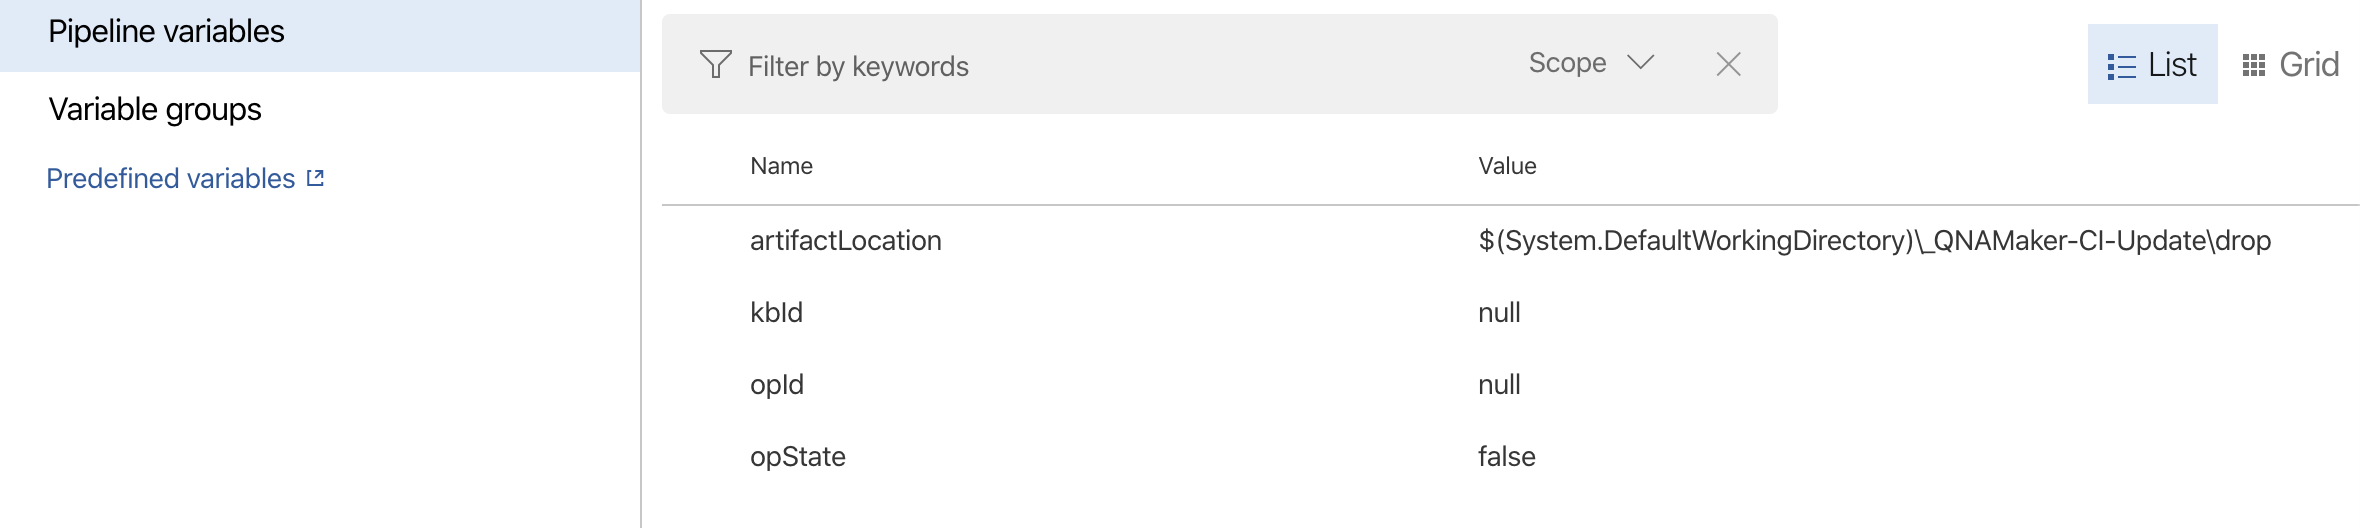 Pipeline variables
Variable groups
Predefined variables
Filter by keywords
Scope
List
Grid
Name Value
artifactLocation $(System.DefaultWorkingDirectory)\_QNAMaker-CI-Update\drop
kbId null
opId null
opState false